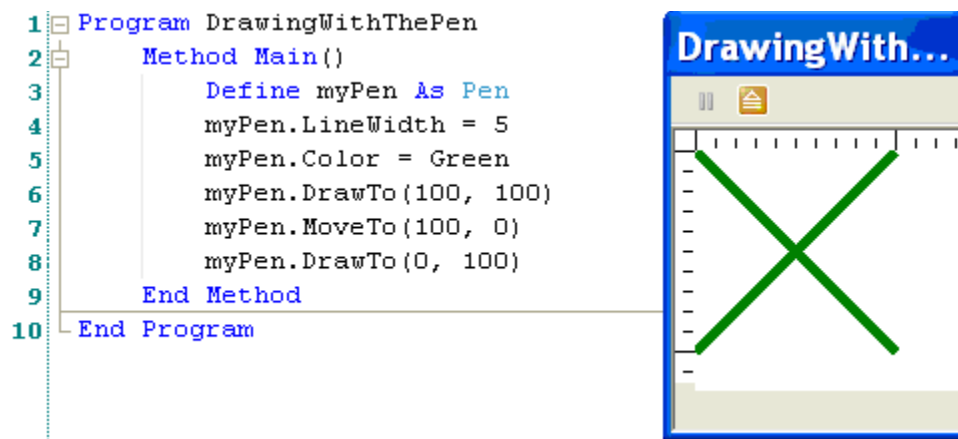 1 Program DrawingWithThePen
2 Method Main()
3 Define myPen As Pen
4 myPen.LineWidth = 5
5 myPen.Color = Green
6 myPen.DrawTo(100, 100)
7 myPen.MoveTo(100, 0)
8 myPen.DrawTo(0, 100)
9 End Method
10 End Program
DrawingWith...